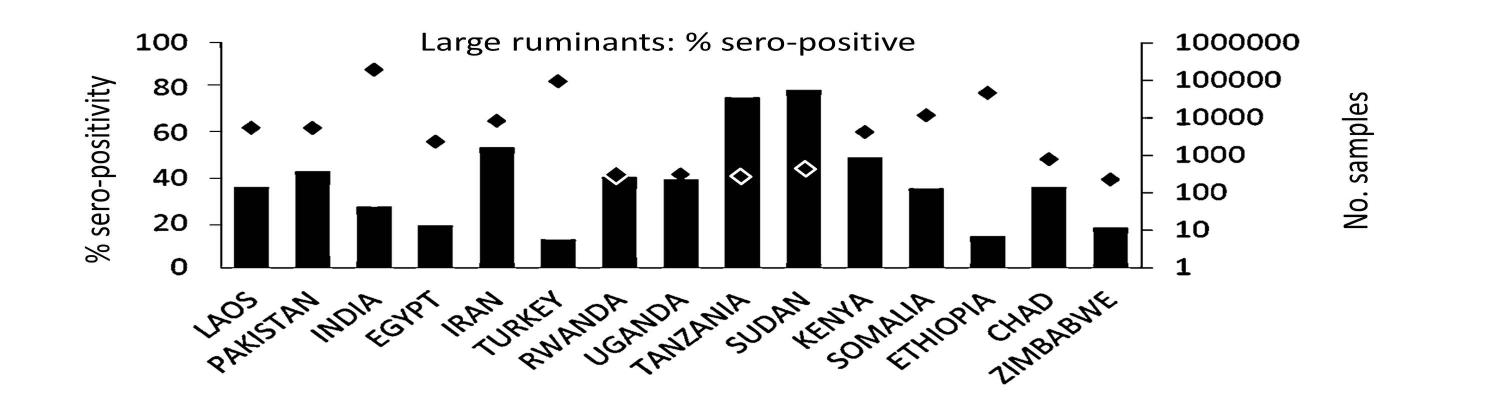 Large ruminants: % sero-positive
% sero-positivity
100
80
60
40
20
0
1000000
100000
10000
1000
100
10
1
No. samples
LAOS
PAKISTAN
INDIA
EGYPT
IRAN
TURKEY
RWANDA
UGANDA
TANZANIA
SUDAN
KENYA
SOMALIA
ETHIOPIA
CHAD
ZIMBABWE